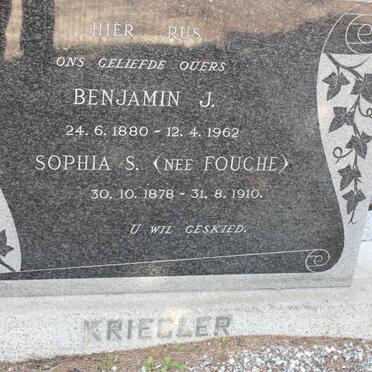 HIER RUS
ONS GELIEFDE OUERS
BENJAMIN J.
24. 6. 1880 - 12. 4. 1962
SOPHIA S. (NEE FOUCHE)
30. 10. 1878 - 31. 8. 1910.
U WIL GESKIED.
KRIEGLER